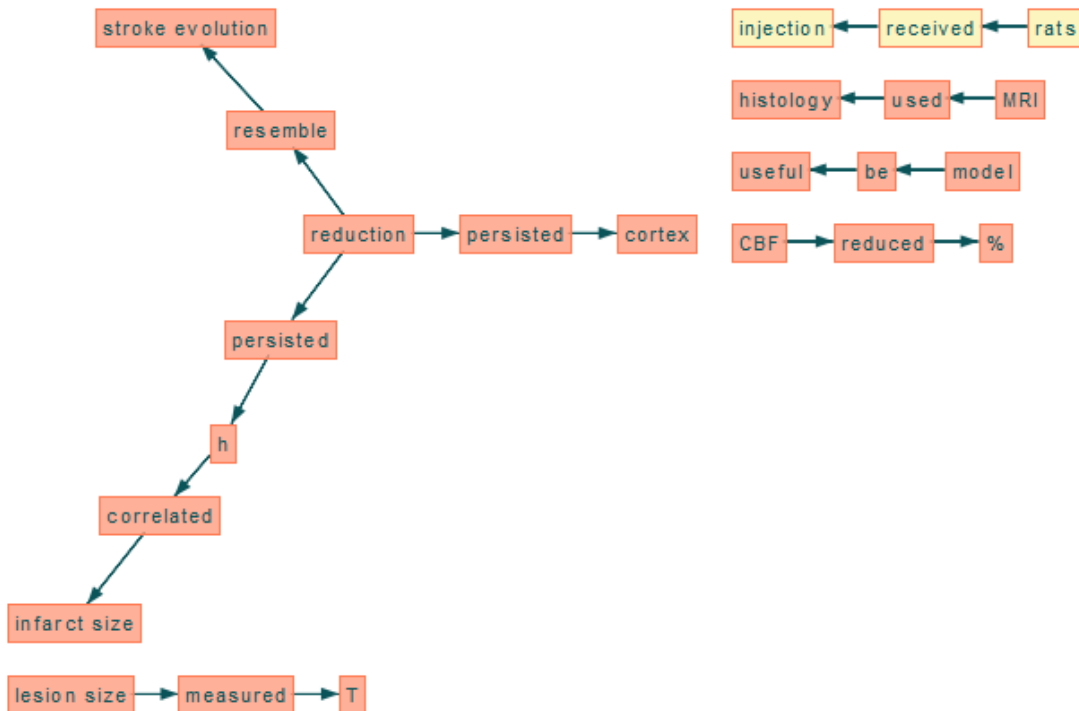 stroke evolution
resemble
reduction persisted cortex
persisted
h
correlated
infarct size
lesion size measured T
injection received rats
histology used MRI
useful be model
CBF reduced %